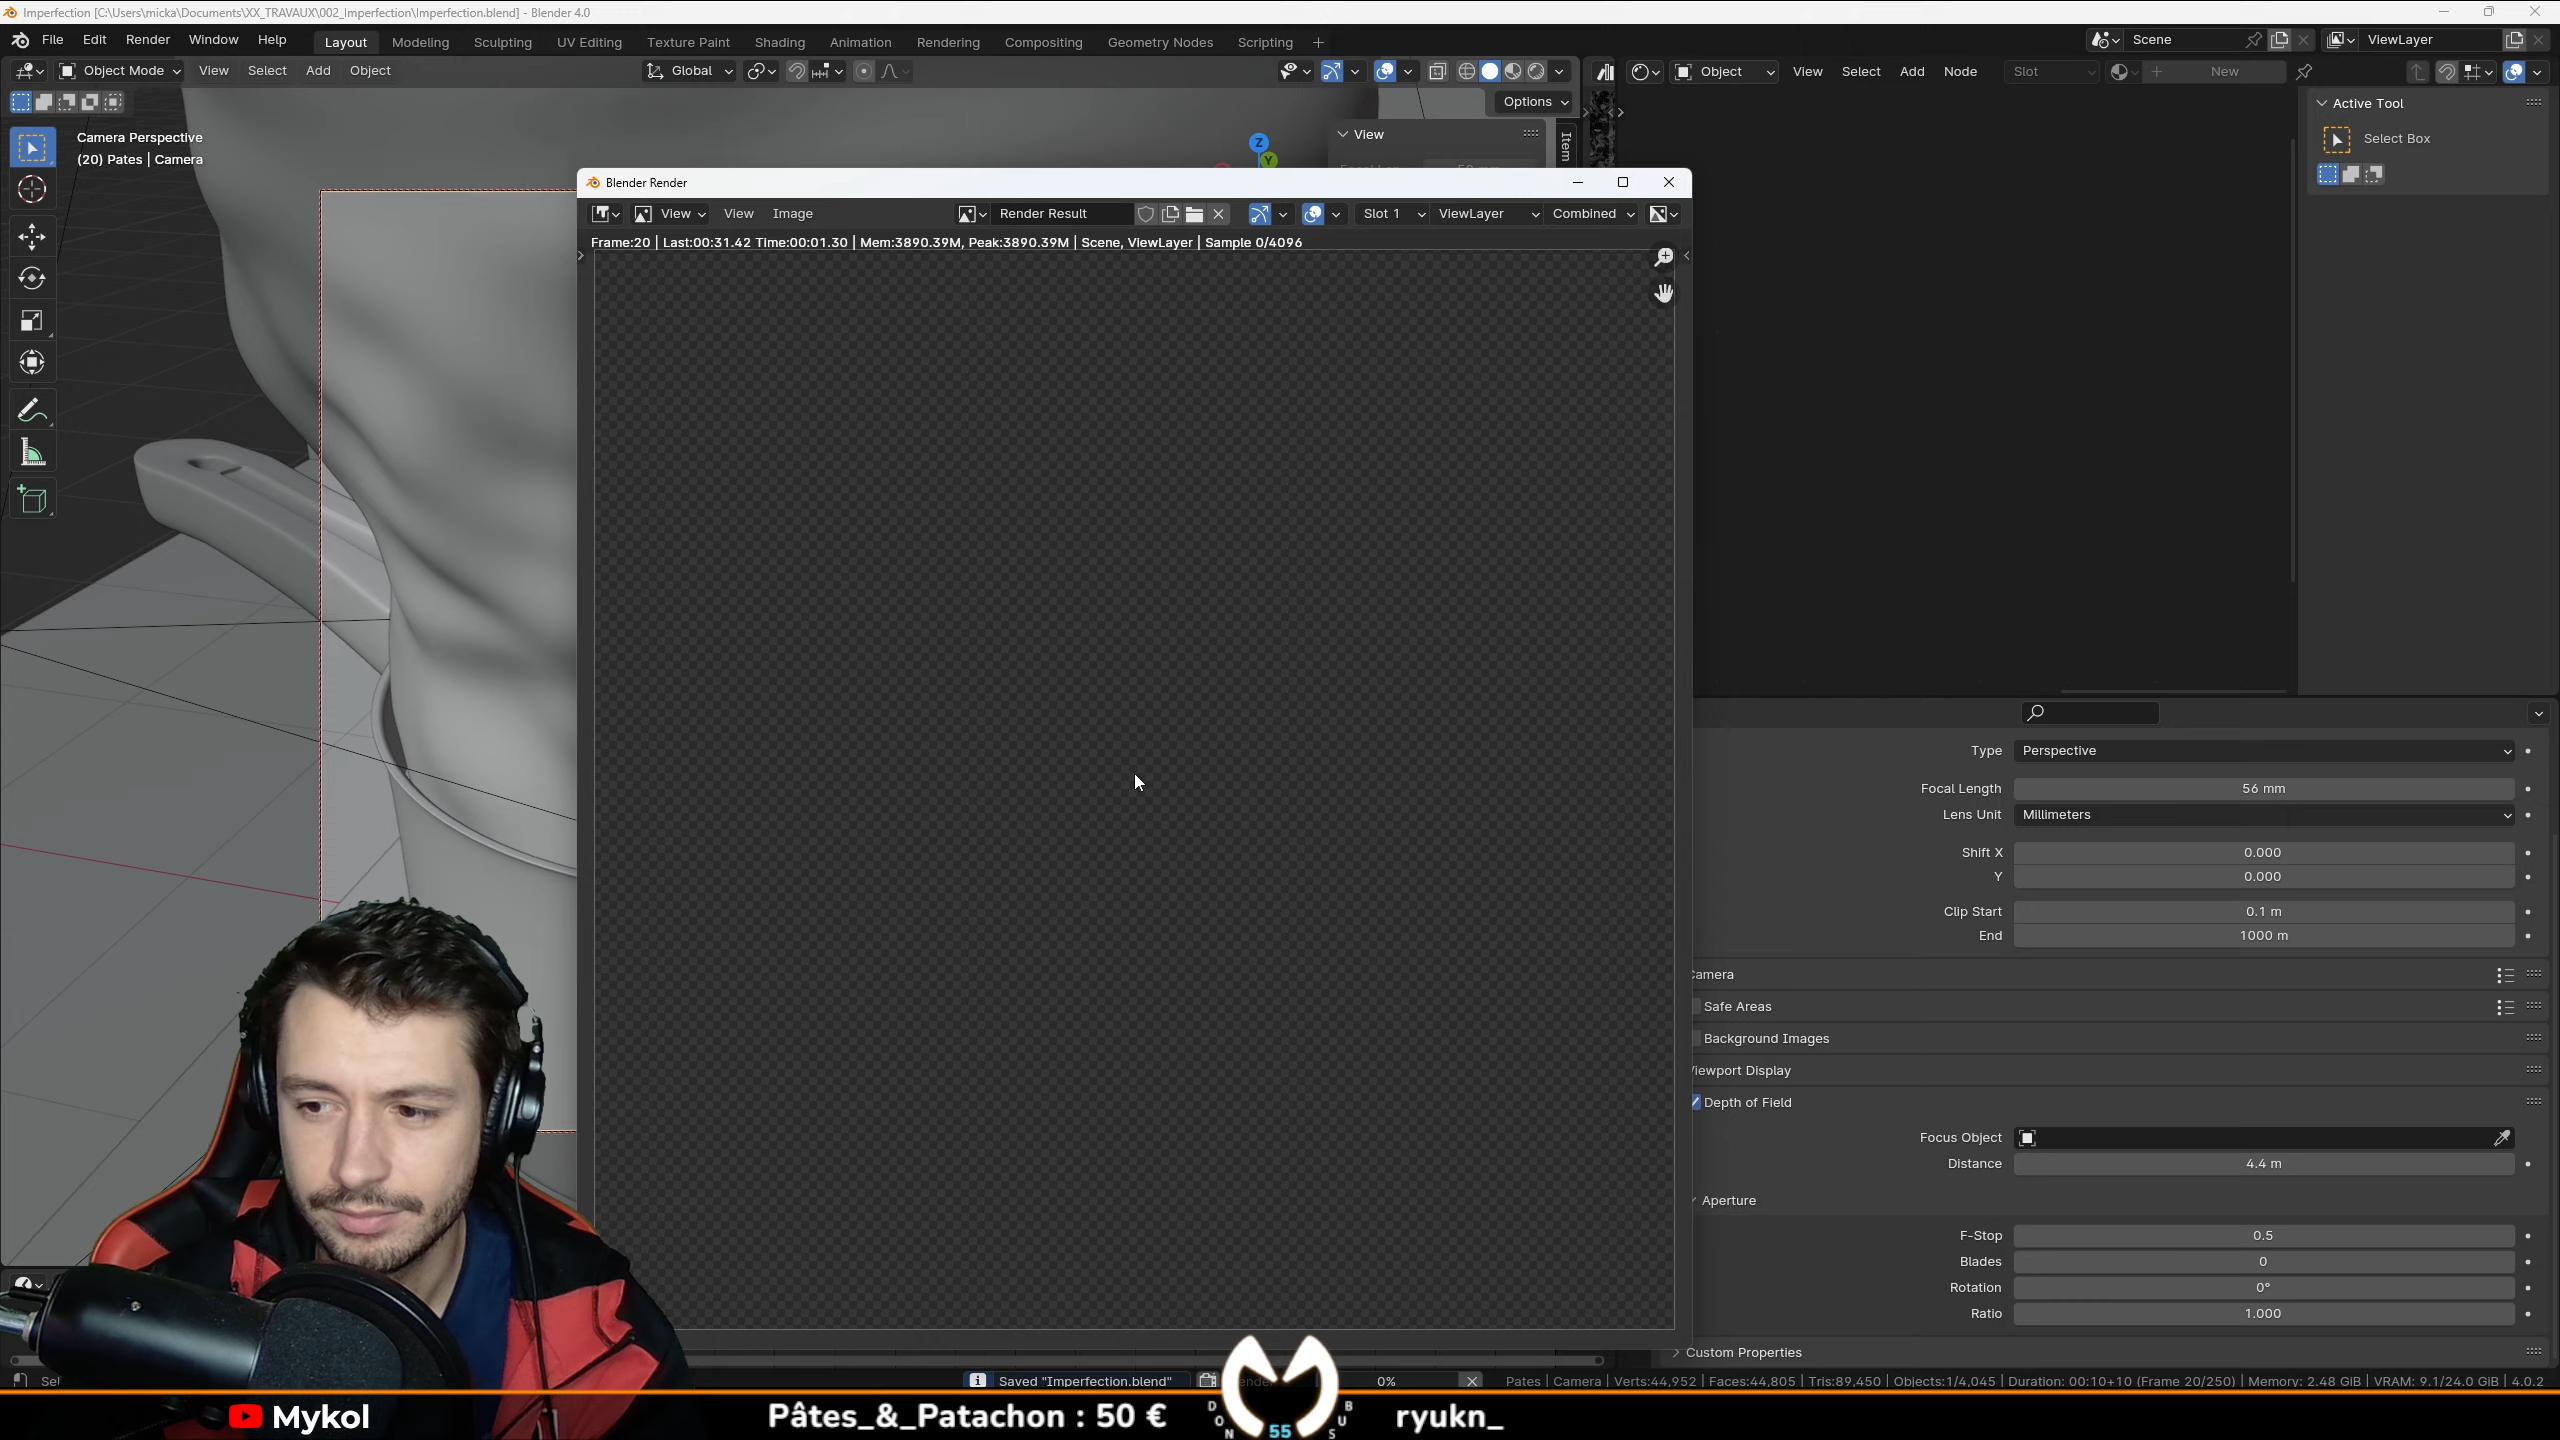 Imperfection [C:\Users\micka\Documents\XX_TRAVAUX\002_Imperfection\Imperfection.blend] - Blender 4.0
File Edit Render Window Help Layout Modeling Sculpting UV Editing Texture Paint Shading Animation Rendering Compositing Geometry Nodes Scripting + Scene ViewLayer
Object Mode View Select Add Object Global Object View Select Add Node Slot New
Options
Active Tool
Select Box
Camera Perspective
(20) Pates | Camera
Z
Y
View
Item
Blender Render
View View Image Render Result Slot 1 ViewLayer Combined
Frame:20 | Last:00:31.42 Time:00:01.30 | Mem:3890.39M, Peak:3890.39M | Scene, ViewLayer | Sample 0/4096
Type Perspective
Focal Length 56 mm
Lens Unit Millimeters
Shift X 0.000
Y 0.000
Clip Start 0.1 m
End 1000 m
Camera
Safe Areas
Background Images
Viewport Display
Depth of Field
Focus Object
Distance 4.4 m
Aperture
F-Stop 0.5
Blades 0
Rotation 0°
Ratio 1.000
Custom Properties
Sel Saved "Imperfection.blend" 0% Pates | Camera | Verts:44,952 | Faces:44,805 | Tris:89,450 | Objects:1/4,045 | Duration: 00:10+10 (Frame 20/250) | Memory: 2.48 GiB | VRAM: 9.1/24.0 GiB | 4.0.2
Mykol
Pâtes_&_Patachon : 50 €
DON
55
BUS
ryukn_